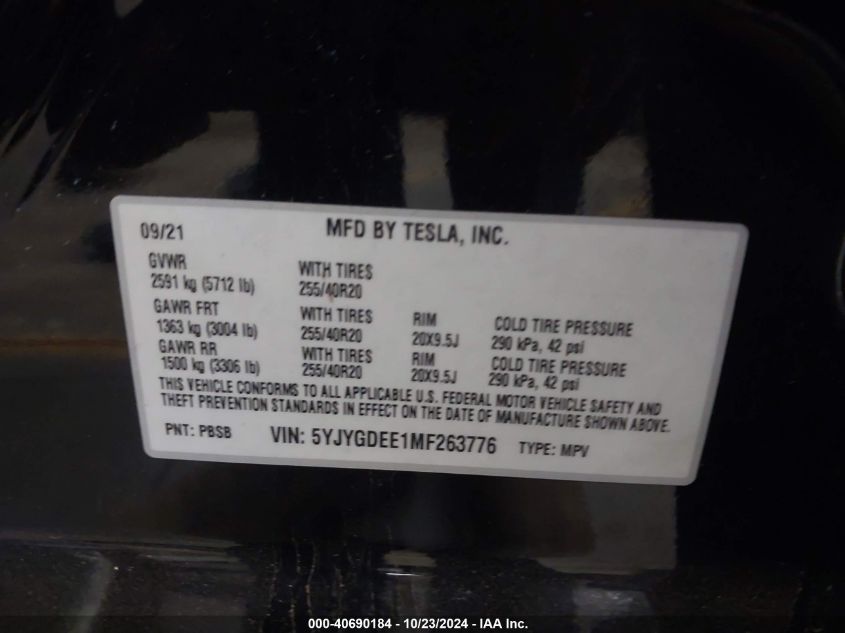 09/21 MFD BY TESLA, INC.
GVWR
2591 kg (5712 lb) WITH TIRES
255/40R20
GAWR FRT
1363 kg (3004 lb) WITH TIRES
255/40R20 RIM
20X9.5J COLD TIRE PRESSURE
290 kPa, 42 psi
GAWR RR
1500 kg (3306 lb) WITH TIRES
255/40R20 RIM
20X9.5J COLD TIRE PRESSURE
290 kPa, 42 psi
THIS VEHICLE CONFORMS TO ALL APPLICABLE U.S. FEDERAL MOTOR VEHICLE SAFETY AND
THEFT PREVENTION STANDARDS IN EFFECT ON THE DATE OF MANUFACTURE SHOWN ABOVE.
PNT: PBSB VIN: 5YJYGDEE1MF263776 TYPE: MPV
000-40690184 - 10/23/2024 - IAA Inc.